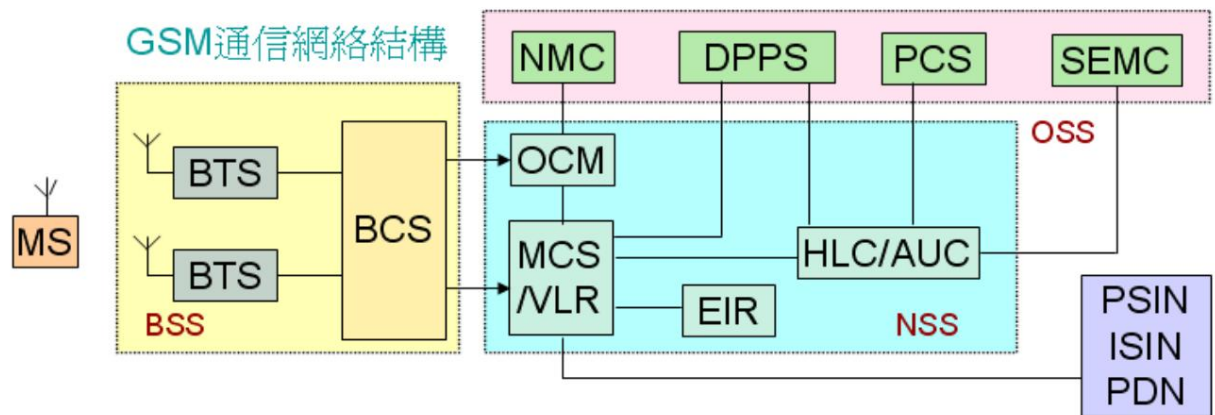 GSM通信網絡結構
NMC
DPPS
PCS
SEMC
OSS
BTS
BTS
BCS
BSS
MS
OCM
MCS
/VLR
HLC/AUC
EIR
NSS
PSIN
ISIN
PDN